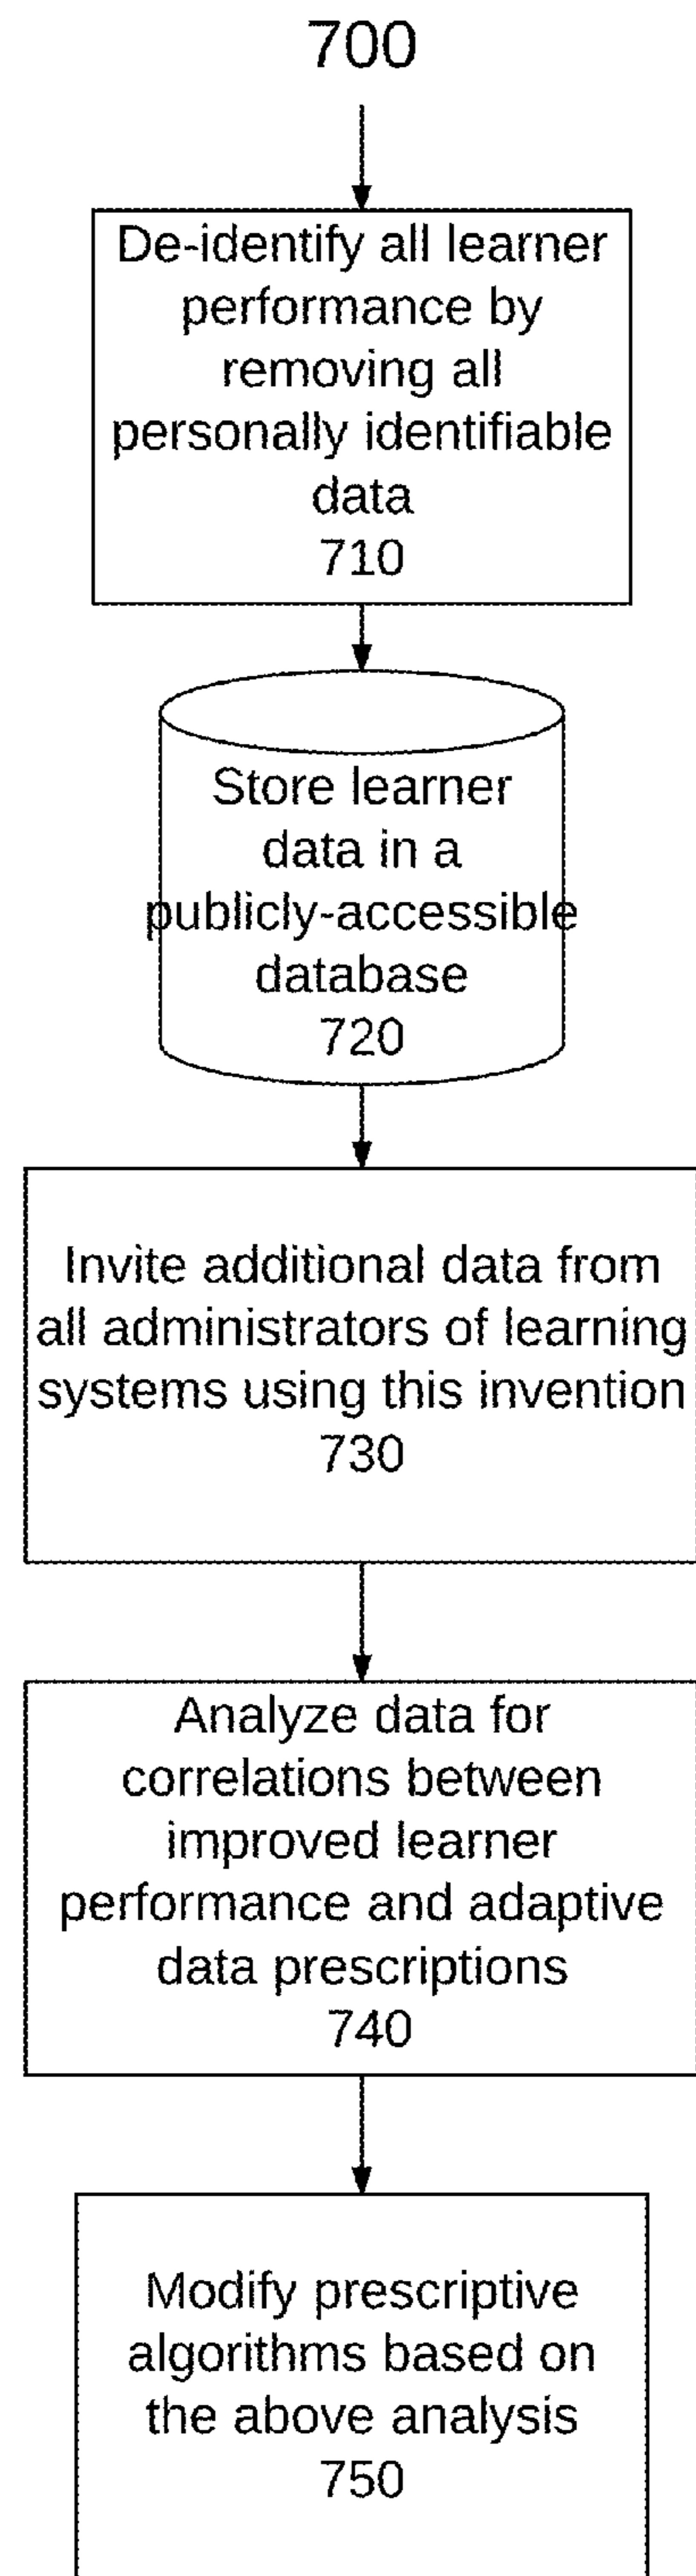 700
De-identify all learner
performance by
removing all
personally identifiable
data
710
Store learner
data in a
publicly-accessible
database
720
Invite additional data from
all administrators of learning
systems using this invention
730
Analyze data for
correlations between
improved learner
performance and adaptive
data prescriptions
740
Modify prescriptive
algorithms based on
the above analysis
750